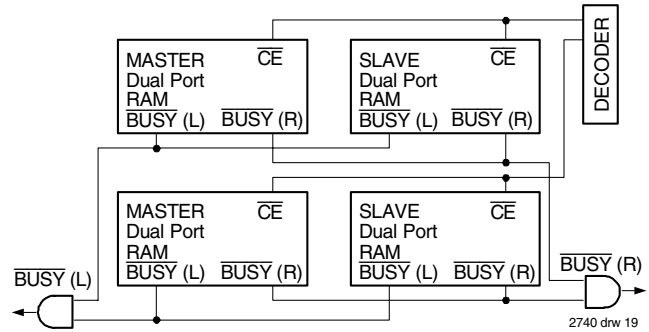 MASTER
Dual Port
RAM
CE
BUSY (L) BUSY (R)
SLAVE
Dual Port
RAM
CE
BUSY (L) BUSY (R)
DECODER
MASTER
Dual Port
RAM
CE
BUSY (L) BUSY (R)
SLAVE
Dual Port
RAM
CE
BUSY (L) BUSY (R)
BUSY (L)
BUSY (R)
2740 drw 19